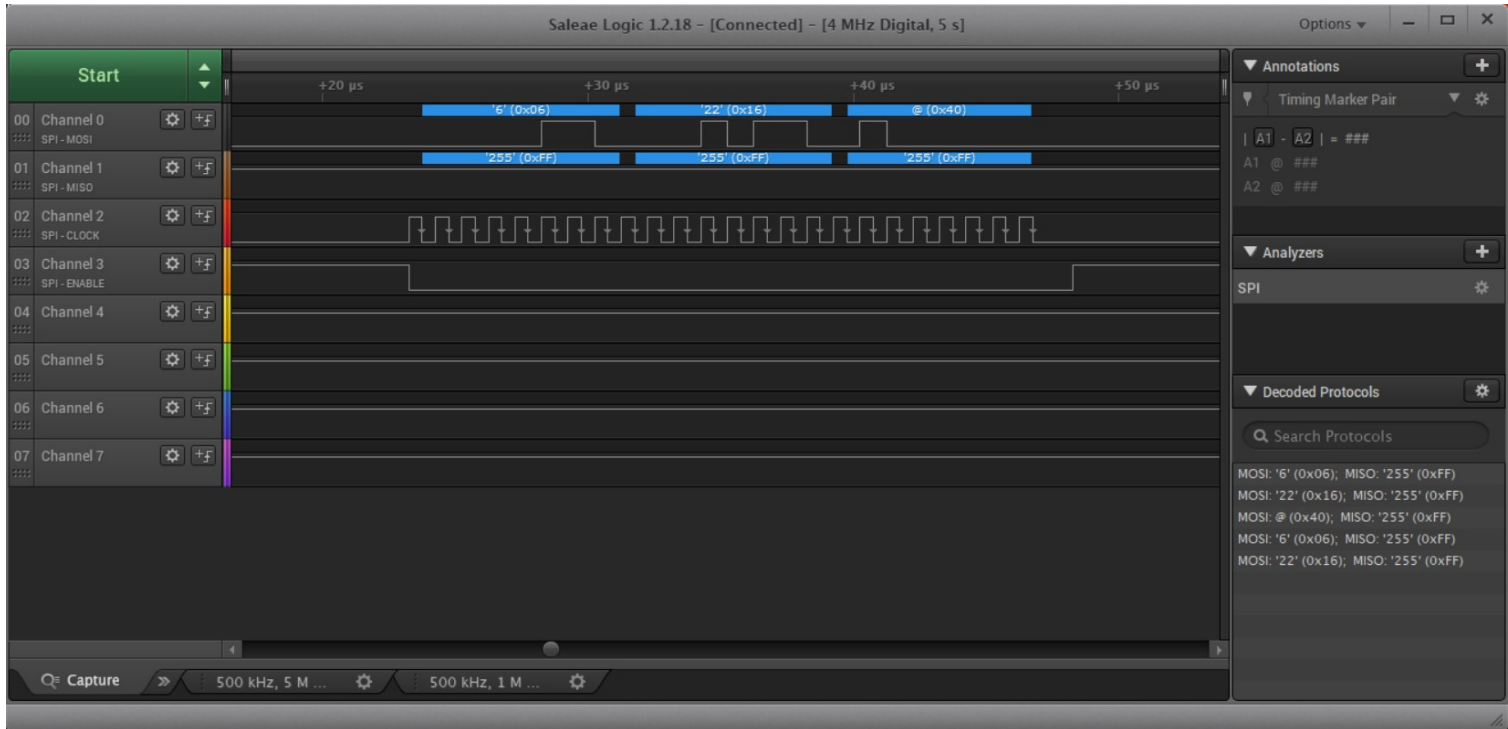 Saleae Logic 1.2.18 – [Connected] – [4 MHz Digital, 5 s]
Options
Start
+20 µs
+30 µs
+40 µs
+50 µs
00 Channel 0
SPI - MOSI
'6' (0x06)
'22' (0x16)
@ (0x40)
01 Channel 1
SPI - MISO
'255' (0xFF)
'255' (0xFF)
'255' (0xFF)
02 Channel 2
SPI - CLOCK
03 Channel 3
SPI - ENABLE
04 Channel 4
05 Channel 5
06 Channel 6
07 Channel 7
Annotations
Timing Marker Pair
| A1 - A2 | = ###
A1 @ ###
A2 @ ###
Analyzers
SPI
Decoded Protocols
Search Protocols
MOSI: '6' (0x06); MISO: '255' (0xFF)
MOSI: '22' (0x16); MISO: '255' (0xFF)
MOSI: @ (0x40); MISO: '255' (0xFF)
MOSI: '6' (0x06); MISO: '255' (0xFF)
MOSI: '22' (0x16); MISO: '255' (0xFF)
Capture
500 kHz, 5 M ...
500 kHz, 1 M ...